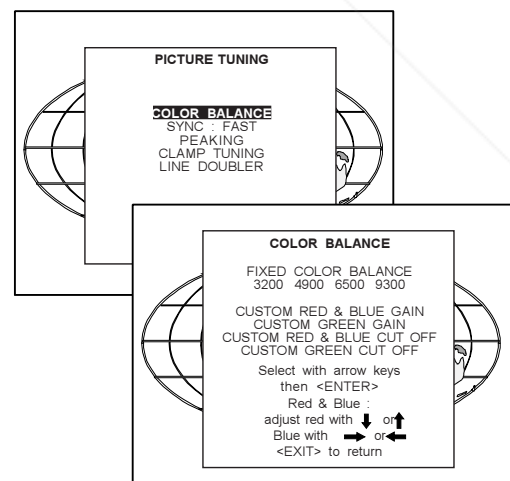 PICTURE TUNING
COLOR BALANCE
SYNC : FAST
PEAKING
CLAMP TUNING
LINE DOUBLER
COLOR BALANCE
FIXED COLOR BALANCE
3200 4900 6500 9300
CUSTOM RED & BLUE GAIN
CUSTOM GREEN GAIN
CUSTOM RED & BLUE CUT OFF
CUSTOM GREEN CUT OFF
Select with arrow keys
then <ENTER>
Red & Blue :
adjust red with or
Blue with or
<EXIT> to return